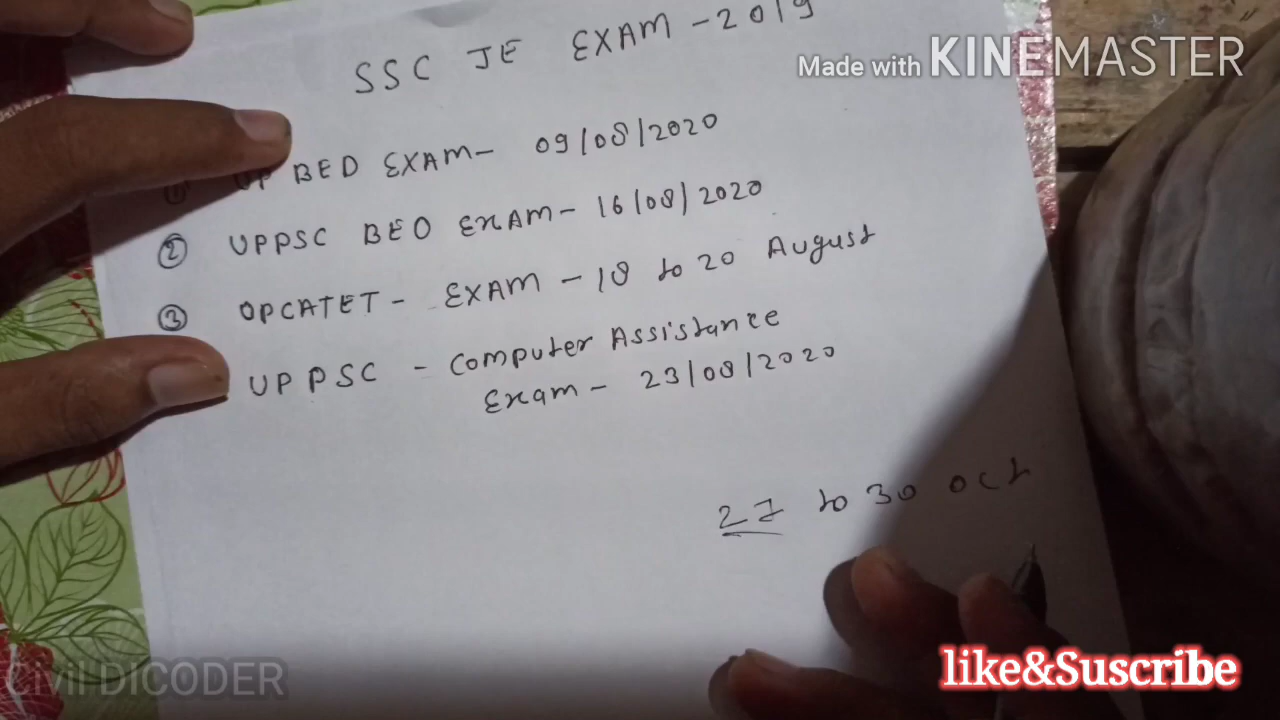 SSC JE EXAM - 2019
Made with KINEMASTER
① UP BED EXAM - 09/08/2020
② UPPSC BEO EXAM - 16/08/2020
③ OPCATET - EXAM - 18 to 20 August
UPPSC - Computer Assistance
Exam - 23/08/2020
27 to 30 Oct
like&Suscribe
Civil DICODER